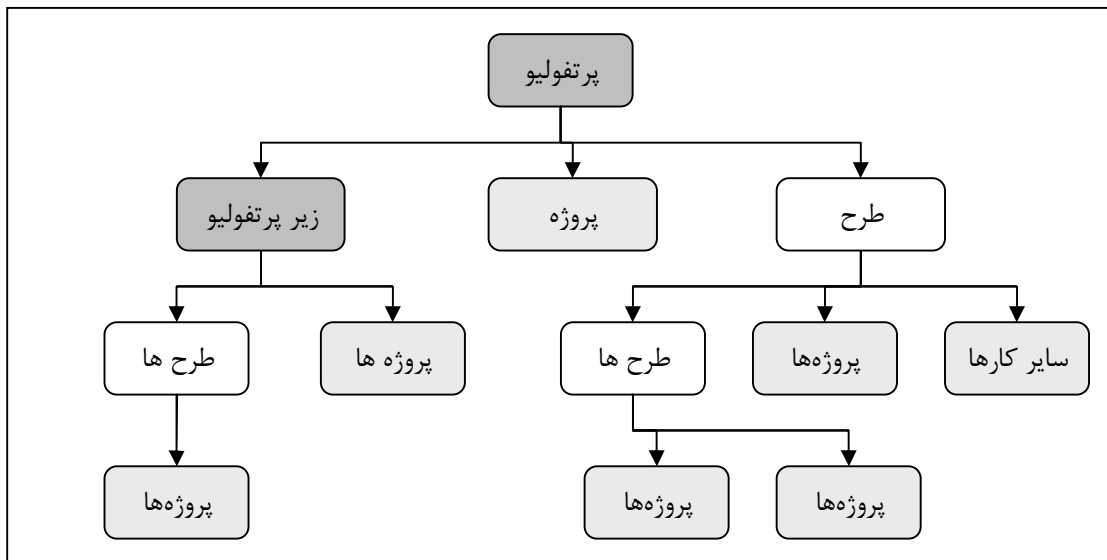 پرتفولیو
طرح
پروژه
زیر پرتفولیو
سایر کارها
پروژه‌ها
طرح ها
پروژه ها
طرح ها
پروژه‌ها
پروژه‌ها
پروژه‌ها